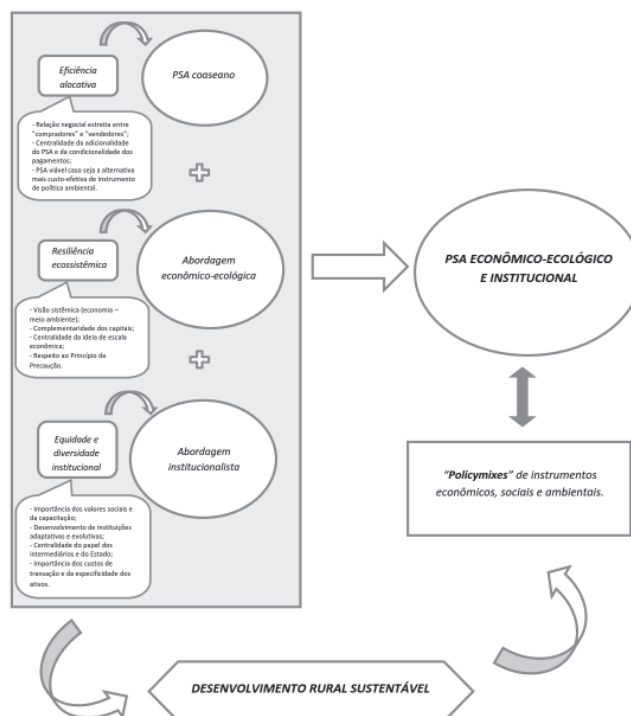 Eficiência
alocativa
PSA coaseano
- Relação negocial estreita entre
"compradores" e "vendedores";
- Centralidade da adicionalidade
do PSA e da condicionalidade dos
pagamentos;
- PSA viável caso seja a alternativa
mais custo-efetiva de instrumento
de política ambiental.
Resiliência
ecossistêmica
Abordagem
econômico-ecológica
- Visão sistêmica (economia –
meio ambiente);
- Complementaridade dos capitais;
- Centralidade da ideia de escala
econômica;
- Respeito ao Princípio da
Precaução.
Equidade e
diversidade
institucional
Abordagem
institucionalista
- Importância dos valores sociais e
da capacitação;
- Desenvolvimento de instituições
adaptativas e evolutivas;
- Centralidade do papel dos
intermediários e do Estado;
- Importância dos custos de
transação e da especificidade dos
ativos.
PSA ECONÔMICO-ECOLÓGICO
E INSTITUCIONAL
"Policymixes" de instrumentos
econômicos, sociais e ambientais.
DESENVOLVIMENTO RURAL SUSTENTÁVEL